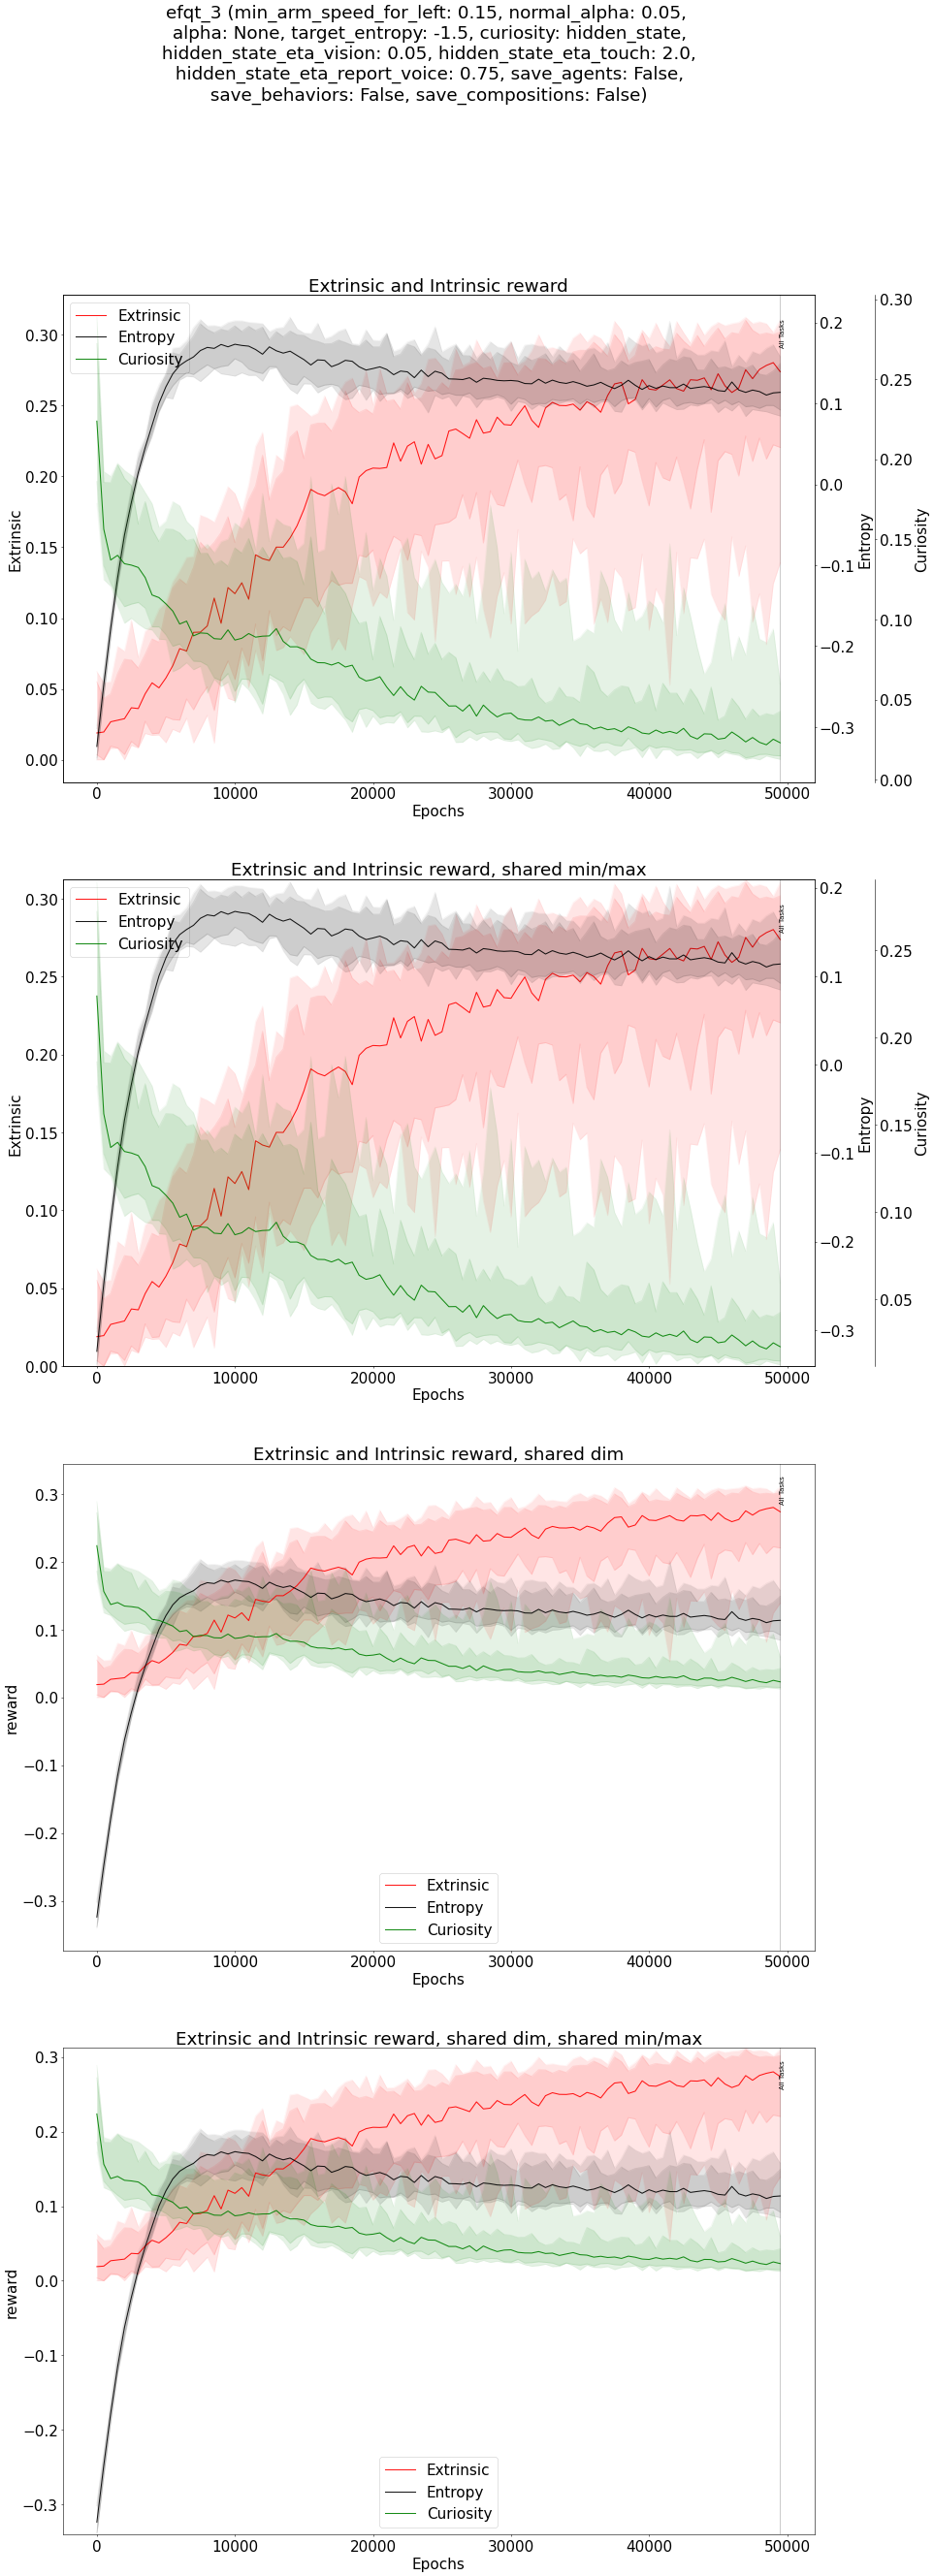 efqt_3 (min_arm_speed_for_left: 0.15, normal_alpha: 0.05,
alpha: None, target_entropy: -1.5, curiosity: hidden_state,
hidden_state_eta_vision: 0.05, hidden_state_eta_touch: 2.0,
hidden_state_eta_report_voice: 0.75, save_agents: False,
save_behaviors: False, save_compositions: False)
Extrinsic and Intrinsic reward
Extrinsic
Entropy
Curiosity
All Tasks
0.30
0.25
0.20
0.15
0.10
0.05
0.00
Extrinsic
0.2
0.1
0.0
−0.1
−0.2
−0.3
Entropy
0.30
0.25
0.20
0.15
0.10
0.05
0.00
Curiosity
0 10000 20000 30000 40000 50000
Epochs
Extrinsic and Intrinsic reward, shared min/max
Extrinsic
Entropy
Curiosity
All Tasks
0.30
0.25
0.20
0.15
0.10
0.05
0.00
Extrinsic
0.2
0.1
0.0
−0.1
−0.2
−0.3
Entropy
0.25
0.20
0.15
0.10
0.05
Curiosity
0 10000 20000 30000 40000 50000
Epochs
Extrinsic and Intrinsic reward, shared dim
All Tasks
0.3
0.2
0.1
0.0
−0.1
−0.2
−0.3
reward
Extrinsic
Entropy
Curiosity
0 10000 20000 30000 40000 50000
Epochs
Extrinsic and Intrinsic reward, shared dim, shared min/max
All Tasks
0.3
0.2
0.1
0.0
−0.1
−0.2
−0.3
reward
Extrinsic
Entropy
Curiosity
0 10000 20000 30000 40000 50000
Epochs